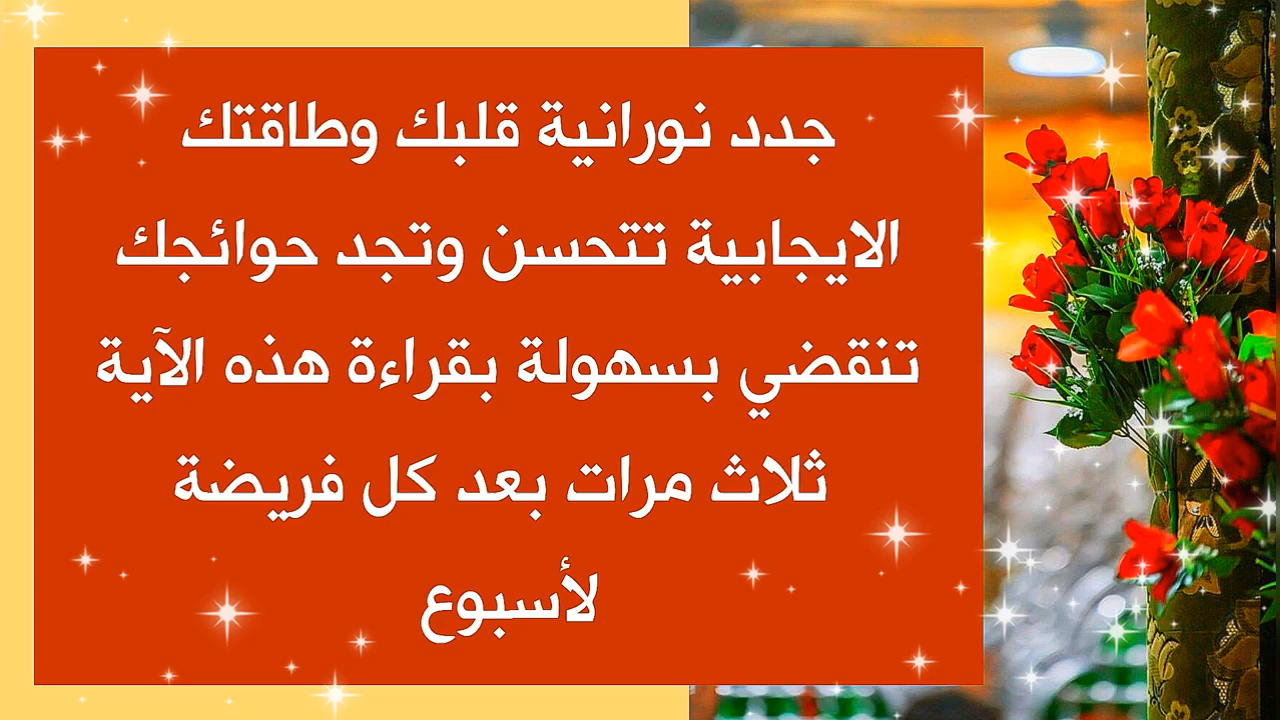 جدد نورانية قلبك وطاقتك
الايجابية تتحسن وتجد حوائجك
تنقضي بسهولة بقراءة هذه الآية
ثلاث مرات بعد كل فريضة
لأسبوع